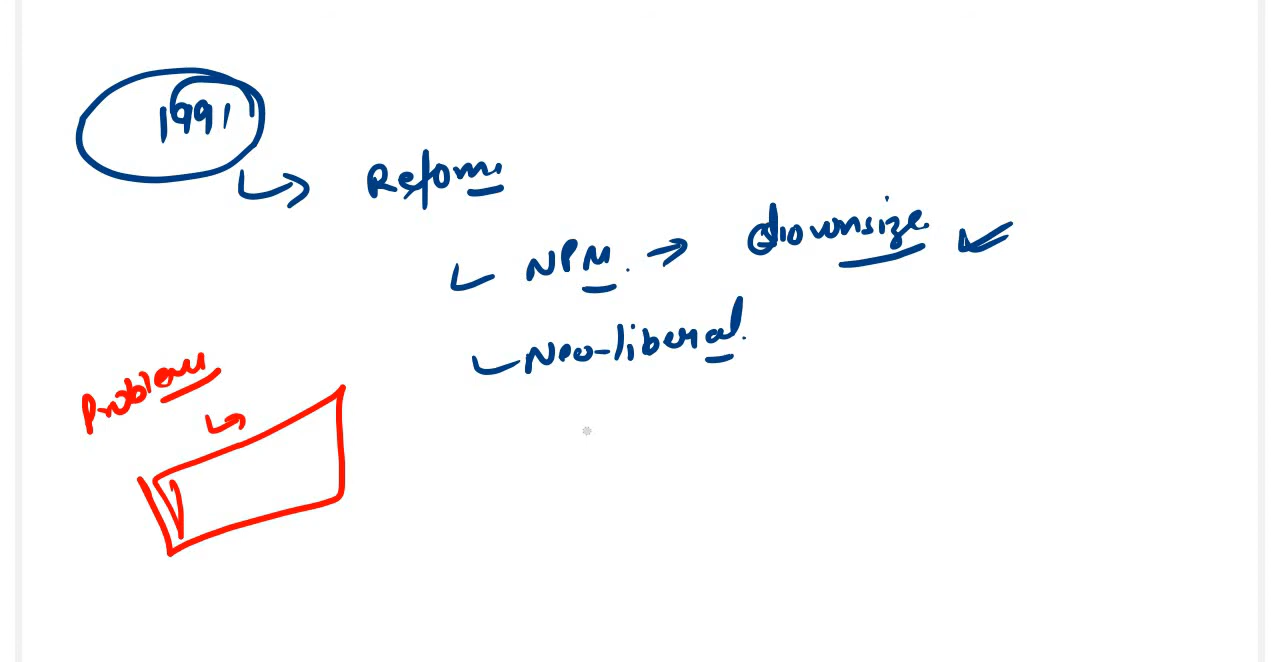 1991
Reform
NPM. → downsize
Neo-liberal.
Problem